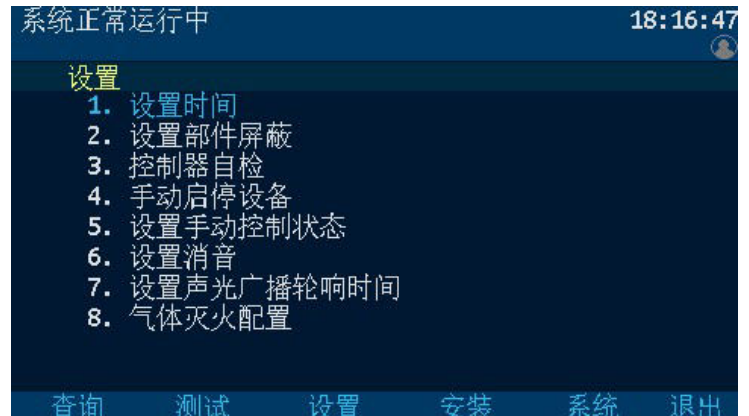 系统正常运行中 18:16:47
设置
1. 设置时间
2. 设置部件屏蔽
3. 控制器自检
4. 手动启停设备
5. 设置手动控制状态
6. 设置消音
7. 设置声光广播轮响时间
8. 气体灭火配置
查询 测试 设置 安装 系统 退出